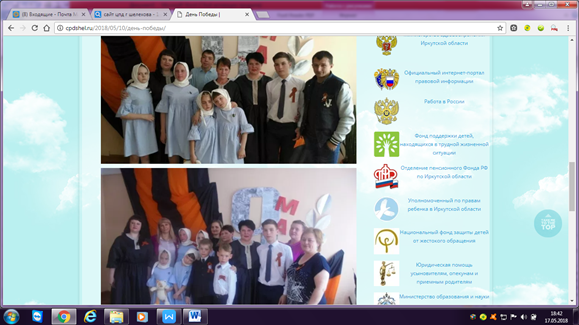 (8) Входящие - Почта
сайт цпд г шелехова -
День Победы |
cpdshel.ru/2018/05/10/день-победы/
Иркутской области
Официальный интернет-портал
правовой информации
Работа в России
Фонд поддержки детей,
находящихся в трудной жизненной
ситуации
Отделение пенсионного Фонда РФ
по Иркутской области
Уполномоченный по правам
ребенка в Иркутской области
Национальный фонд защиты детей
от жестокого обращения
Юридическая помощь
усыновителям, опекунам и
приемным родителям
Министерство образования и науки
TOP
МА
EN
18:42
17.05.2018